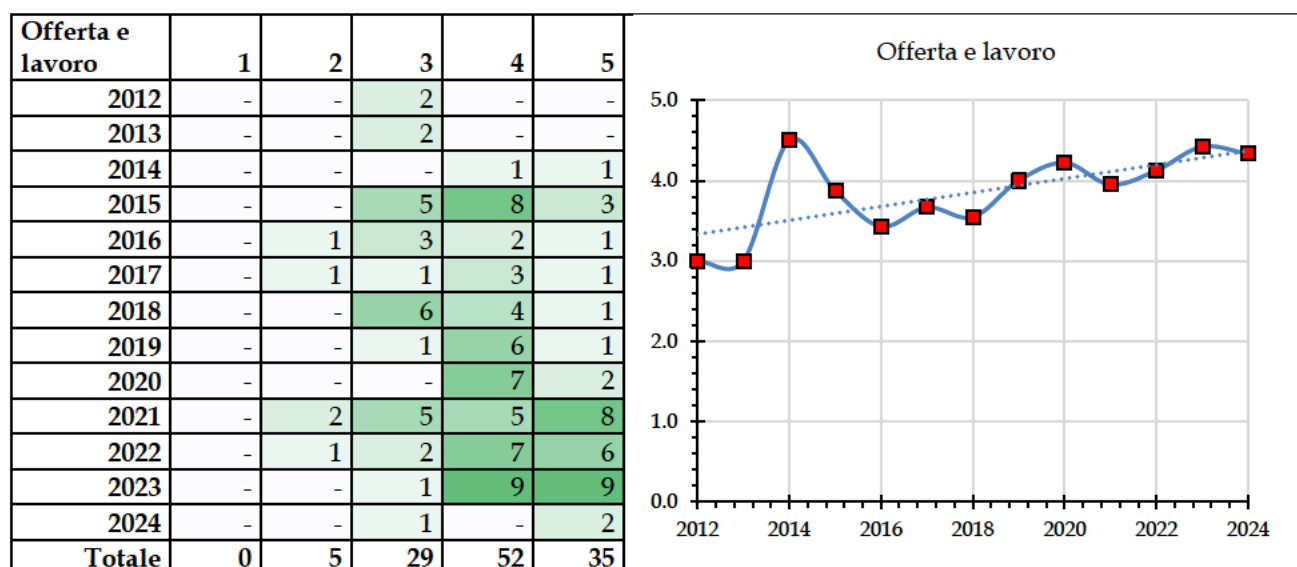 Offerta e
lavoro 1 2 3 4 5
2012 - - 2 - -
2013 - - 2 - -
2014 - - - 1 1
2015 - - 5 8 3
2016 - 1 3 2 1
2017 - 1 1 3 1
2018 - - 6 4 1
2019 - - 1 6 1
2020 - - - 7 2
2021 - 2 5 5 8
2022 - 1 2 7 6
2023 - - 1 9 9
2024 - - 1 - 2
Totale 0 5 29 52 35
Offerta e lavoro
5.0
4.0
3.0
2.0
1.0
0.0
2012 2014 2016 2018 2020 2022 2024